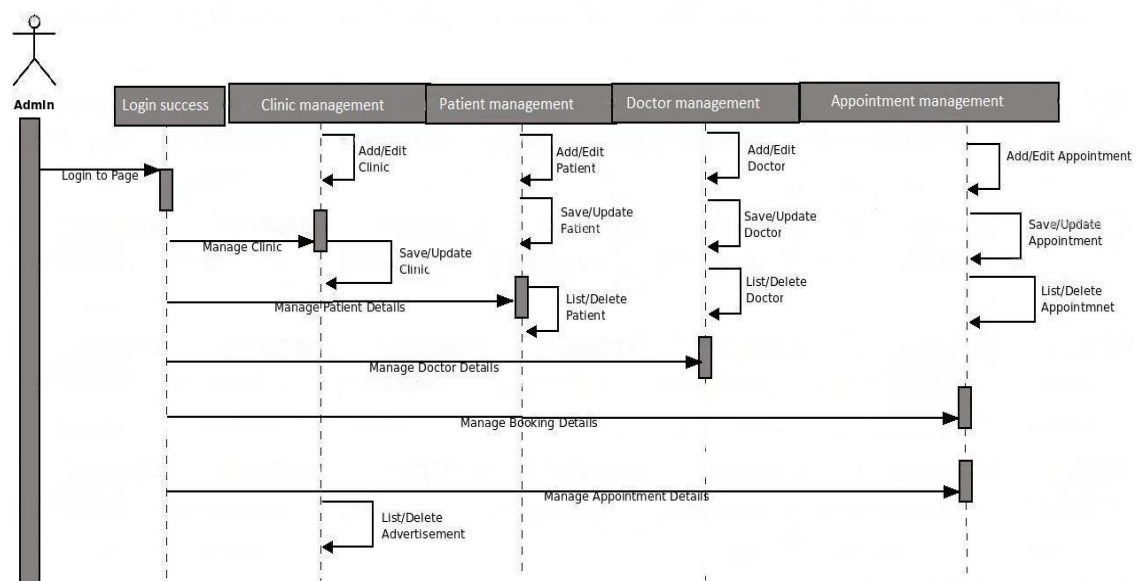 Admin
Login success
Clinic management
Patient management
Doctor management
Appointment management
Add/Edit
Clinic
Add/Edit
Patient
Add/Edit
Doctor
Add/Edit Appointment
Login to Page
Save/Update
Patient
Save/Update
Doctor
Save/Update
Appointment
Manage Clinic
Save/Update
Clinic
List/Delete
Patient
List/Delete
Doctor
List/Delete
Appointmnet
Manage Patient Details
Manage Doctor Details
Manage Booking Details
Manage Appointment Details
List/Delete
Advertisement